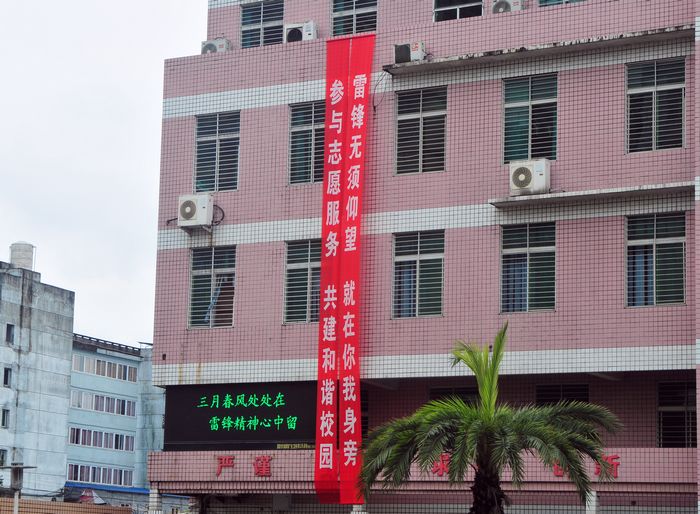 雷锋无须仰望 就在你我身旁
参与志愿服务 共建和谐校园
三月春风处处在
雷锋精神心中留
严谨 新